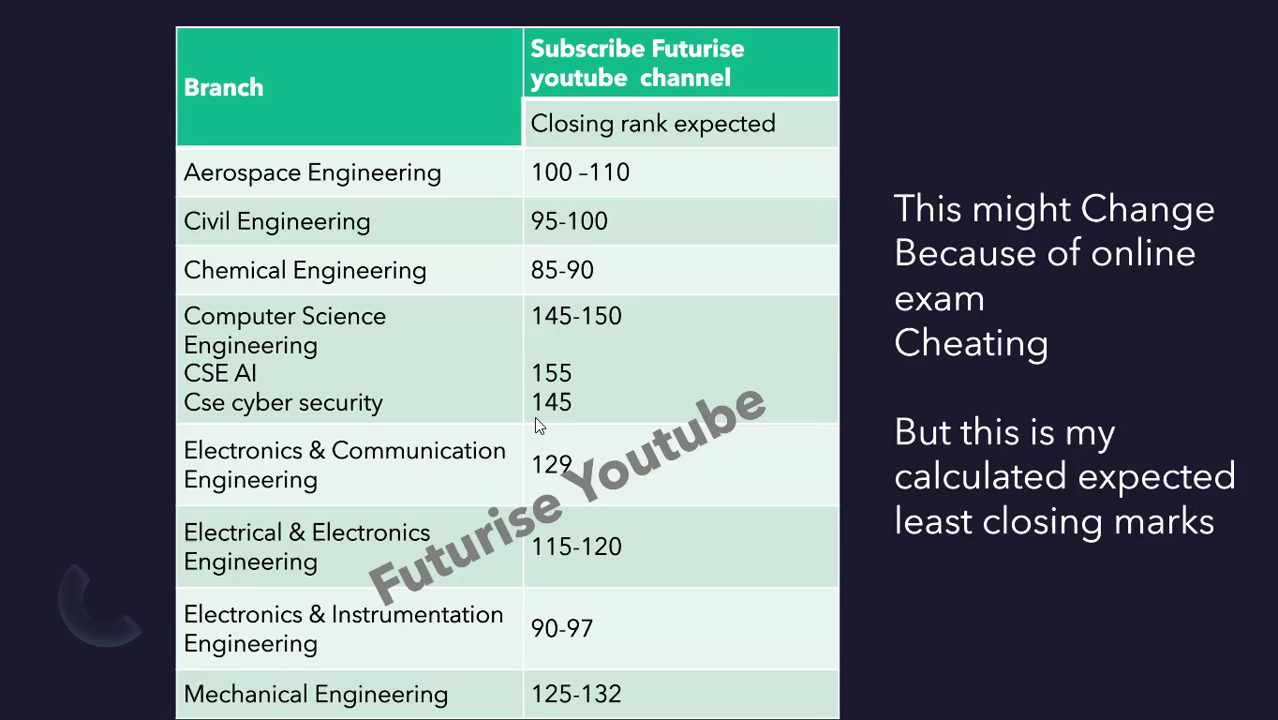 Branch
Subscribe Futurise
youtube channel
Closing rank expected
Aerospace Engineering
100 –110
Civil Engineering
95-100
Chemical Engineering
85-90
Computer Science
Engineering
145-150
CSE AI
155
Cse cyber security
145
Electronics & Communication
Engineering
129
Electrical & Electronics
Engineering
115-120
Electronics & Instrumentation
Engineering
90-97
Mechanical Engineering
125-132
Futurise Youtube
This might Change
Because of online
exam
Cheating
But this is my
calculated expected
least closing marks